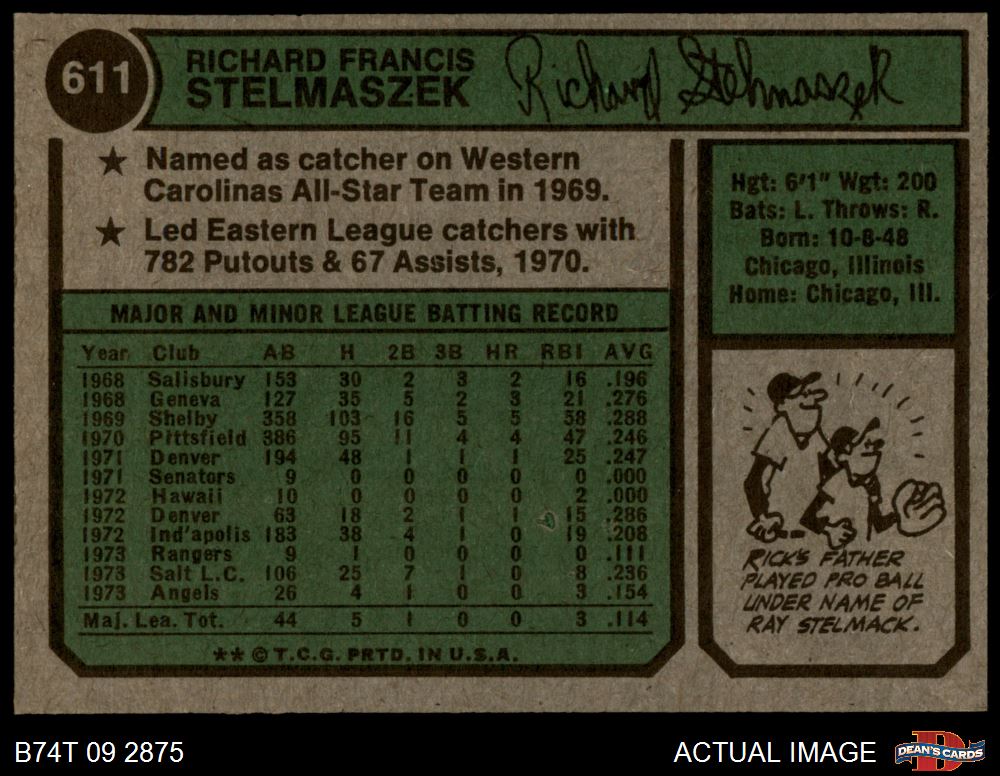 611
RICHARD FRANCIS
STELMASZEK
Richard Stelmaszek
★ Named as catcher on Western
Carolinas All-Star Team in 1969.
★ Led Eastern League catchers with
782 Putouts & 67 Assists, 1970.
MAJOR AND MINOR LEAGUE BATTING RECORD
Year Club AB H 2B 3B HR RBI AVG
1968 Salisbury 153 30 2 3 2 16 .196
1968 Geneva 127 35 5 2 3 21 .276
1969 Shelby 358 103 16 5 5 58 .288
1970 Pittsfield 386 95 11 4 4 47 .246
1971 Denver 194 48 1 1 1 25 .247
1971 Senators 9 0 0 0 0 0 .000
1972 Hawaii 10 0 0 0 0 2 .000
1972 Denver 63 18 2 1 1 15 .286
1972 Ind'apolis 183 38 4 1 0 19 .208
1973 Rangers 9 1 0 0 0 0 .111
1973 Salt L.C. 106 25 7 1 0 8 .236
1973 Angels 26 4 1 0 0 3 .154
Maj. Lea. Tot. 44 5 1 0 0 3 .114
** © T.C.G. PRTD. IN U.S.A.
Hgt: 6'1" Wgt: 200
Bats: L. Throws: R.
Born: 10-8-48
Chicago, Illinois
Home: Chicago, Ill.
RICK'S FATHER
PLAYED PRO BALL
UNDER NAME OF
RAY STELMACK.
B74T 09 2875
ACTUAL IMAGE
DEAN'S CARDS